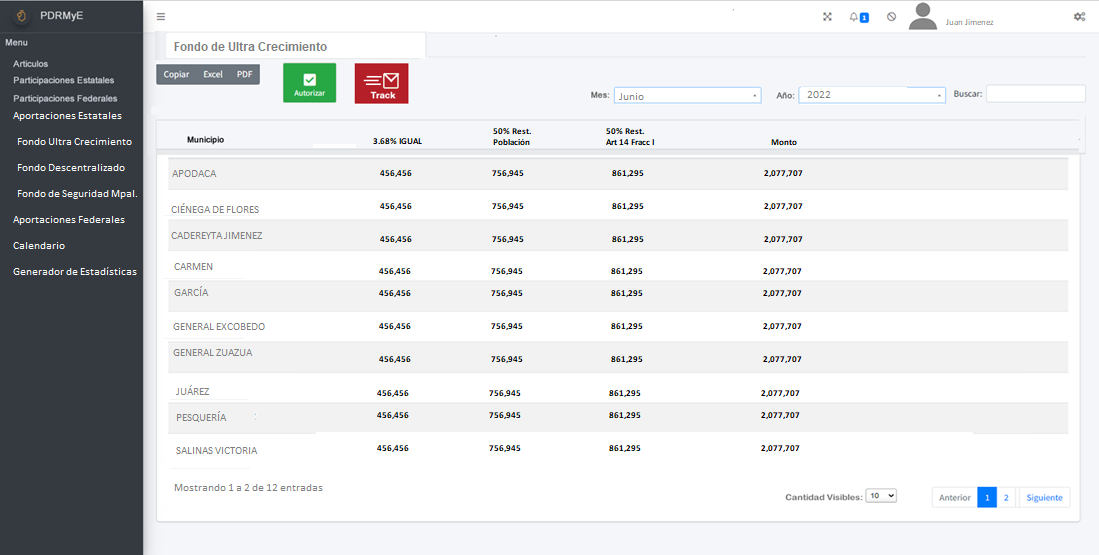 PDRMyE
1
Juan Jimenez
Menu
Articulos
Participaciones Estatales
Participaciones Federales
Aportaciones Estatales
Fondo Ultra Crecimiento
Fondo Descentralizado
Fondo de Seguridad Mpal.
Aportaciones Federales
Calendario
Generador de Estadísticas
Fondo de Ultra Crecimiento
Copiar Excel PDF
Autorizar
Track
Mes: Junio Año: 2022 Buscar:
Municipio 3.68% IGUAL 50% Rest. Población 50% Rest. Art 14 Fracc I Monto
APODACA 456,456 756,945 861,295 2,077,707
CIÉNEGA DE FLORES 456,456 756,945 861,295 2,077,707
CADEREYTA JIMENEZ 456,456 756,945 861,295 2,077,707
CARMEN 456,456 756,945 861,295 2,077,707
GARCÍA 456,456 756,945 861,295 2,077,707
GENERAL EXCOBEDO 456,456 756,945 861,295 2,077,707
GENERAL ZUAZUA 456,456 756,945 861,295 2,077,707
JUÁREZ 456,456 756,945 861,295 2,077,707
PESQUERÍA 456,456 756,945 861,295 2,077,707
SALINAS VICTORIA 456,456 756,945 861,295 2,077,707
Mostrando 1 a 2 de 12 entradas
Cantidad Visibles: 10 Anterior 1 2 Siguiente